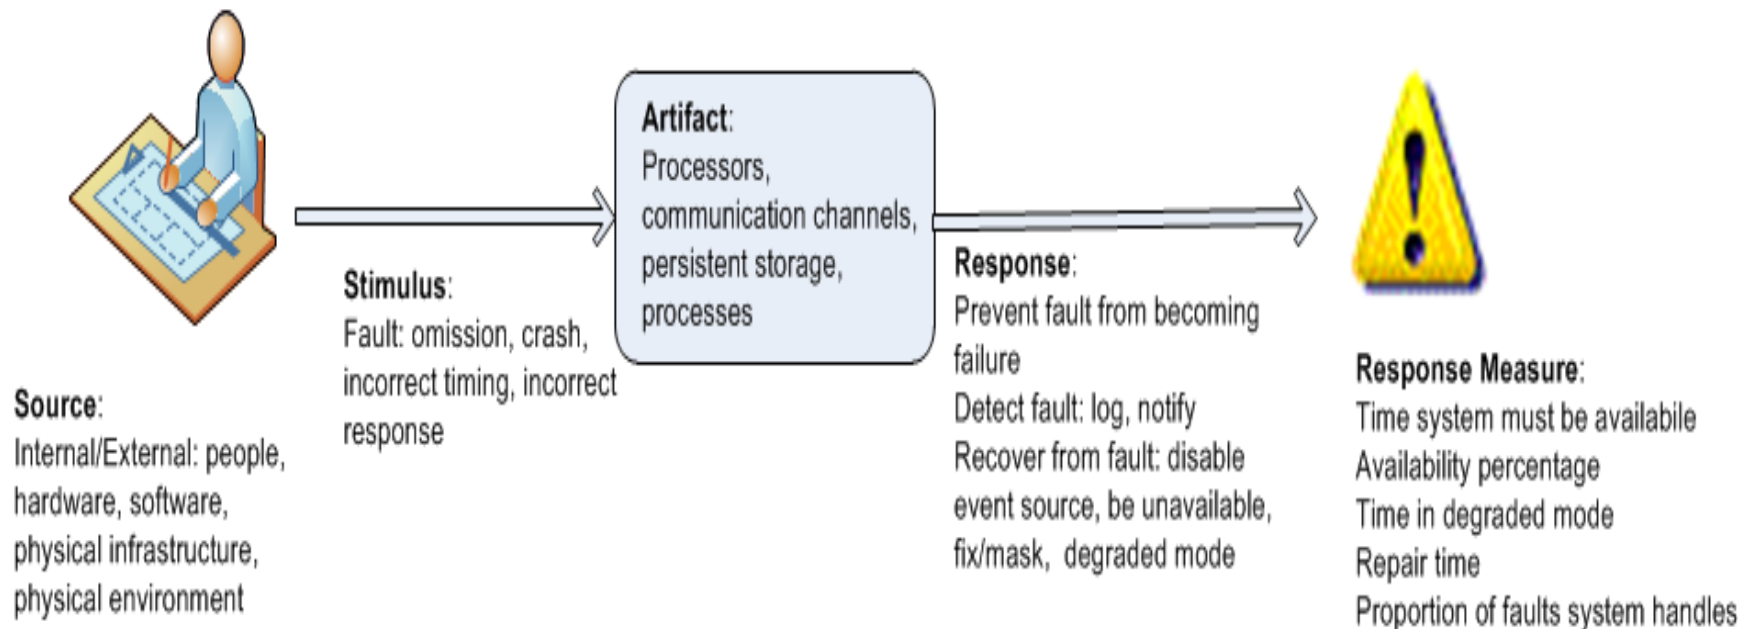 Source:
Internal/External: people,
hardware, software,
physical infrastructure,
physical environment
Stimulus:
Fault: omission, crash,
incorrect timing, incorrect
response
Artifact:
Processors,
communication channels,
persistent storage,
processes
Response:
Prevent fault from becoming
failure
Detect fault: log, notify
Recover from fault: disable
event source, be unavailable,
fix/mask, degraded mode
Response Measure:
Time system must be availabile
Availability percentage
Time in degraded mode
Repair time
Proportion of faults system handles